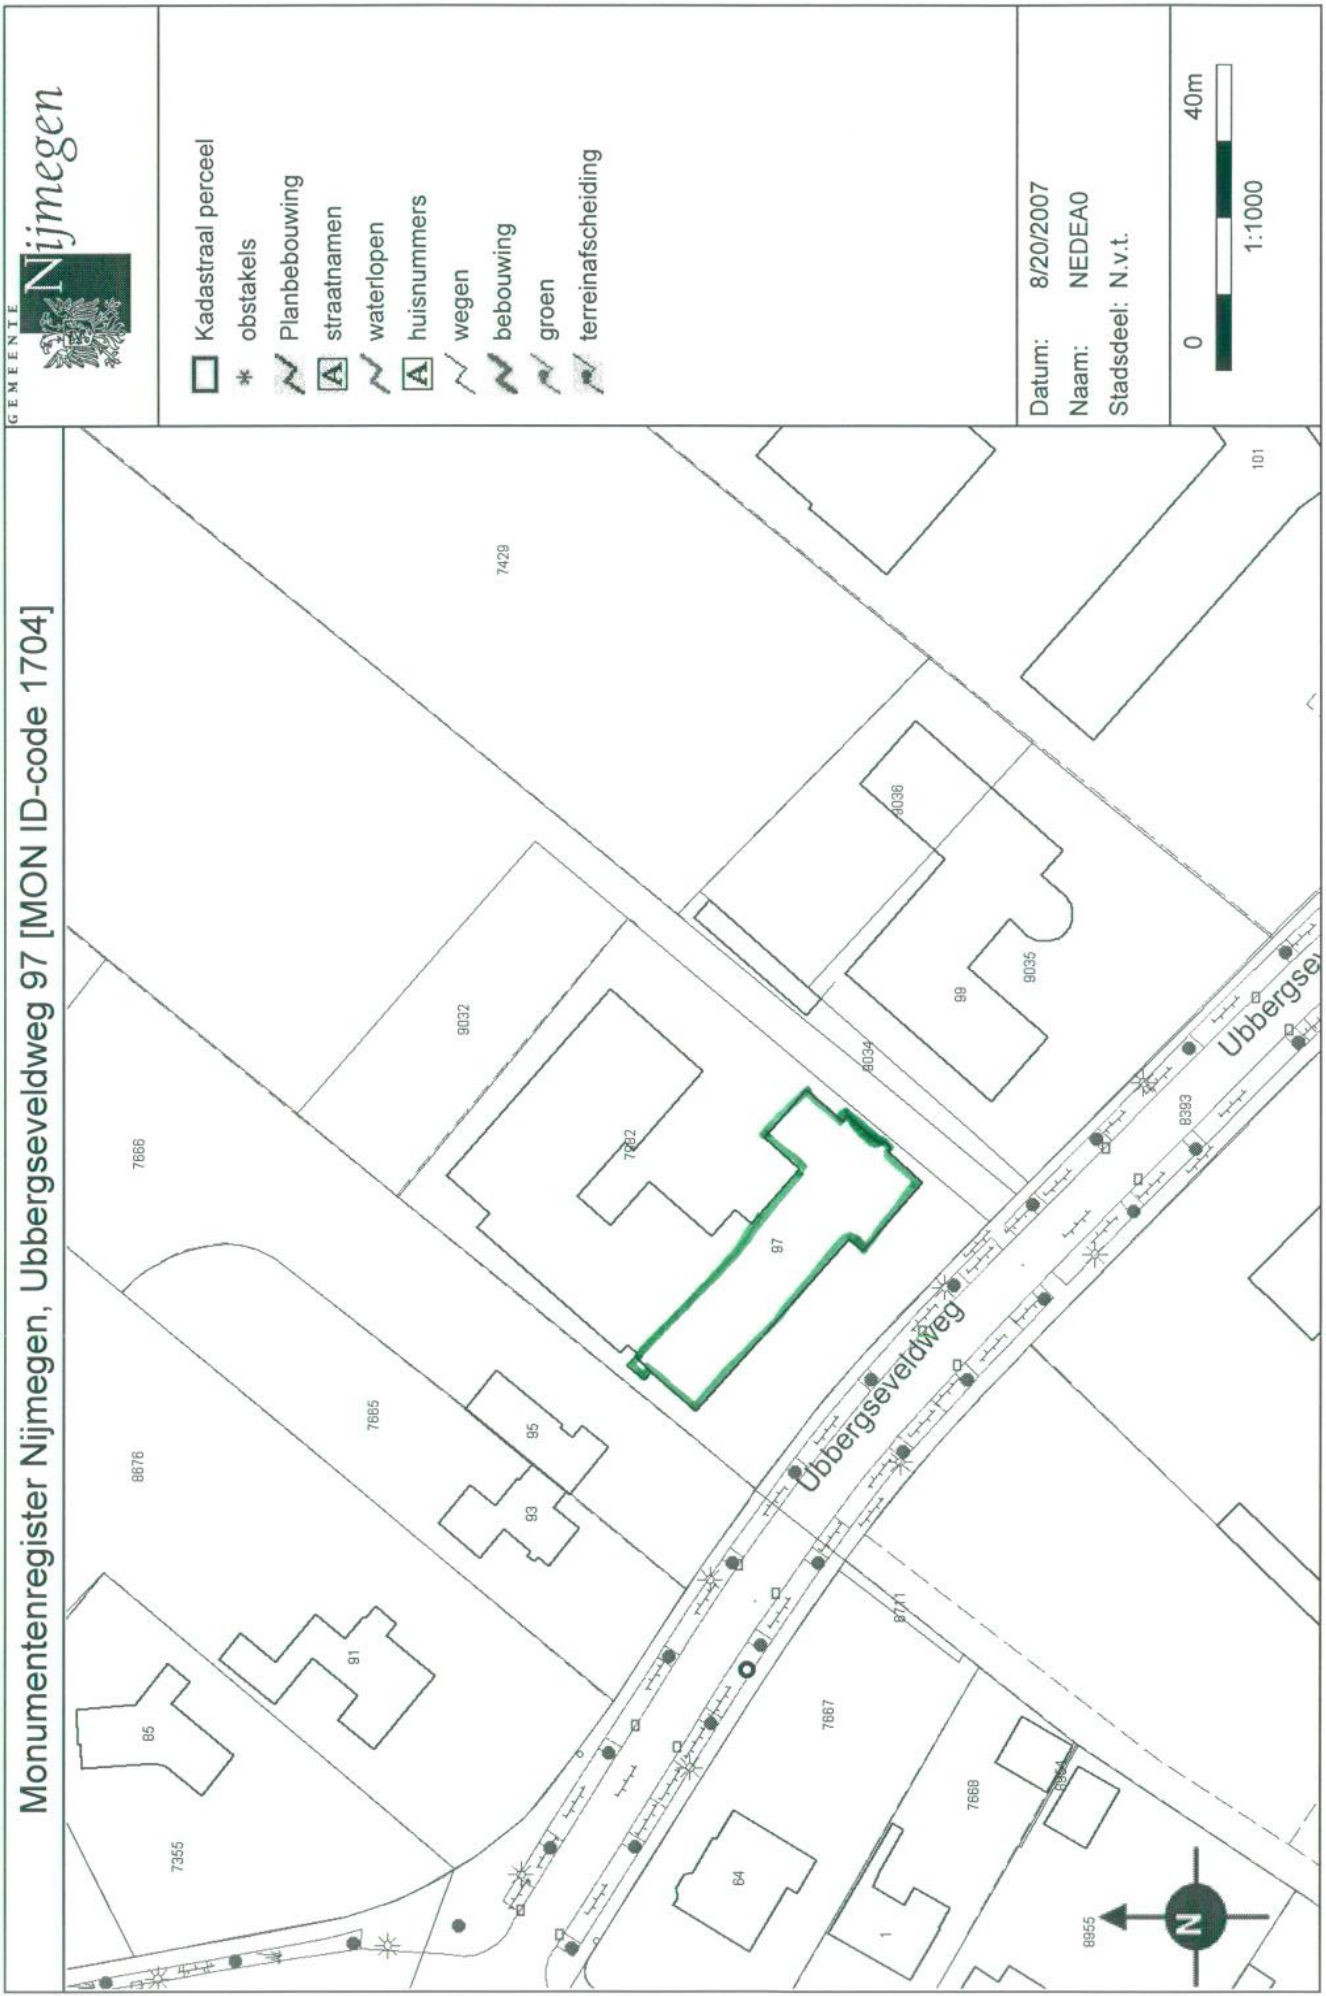 Monumentenregister Nijmegen, Ubbergseveldweg 97 [MON ID-code 1704]
GEMEENTE
Nijmegen
Kadastraal perceel
obstakels
Planbebouwing
A straatnamen
waterlopen
A huisnummers
wegen
bebouwing
groen
terreinafscheiding
Datum: 8/20/2007
Naam: NEDEA0
Stadsdeel: N.v.t.
0 40m
1:1000
7666
7429
9032
8676
7665
85
91
93
95
7355
97
9036
99
9035
9034
101
Ubbergseveldweg
8393
7667
64
7668
1
8955
N